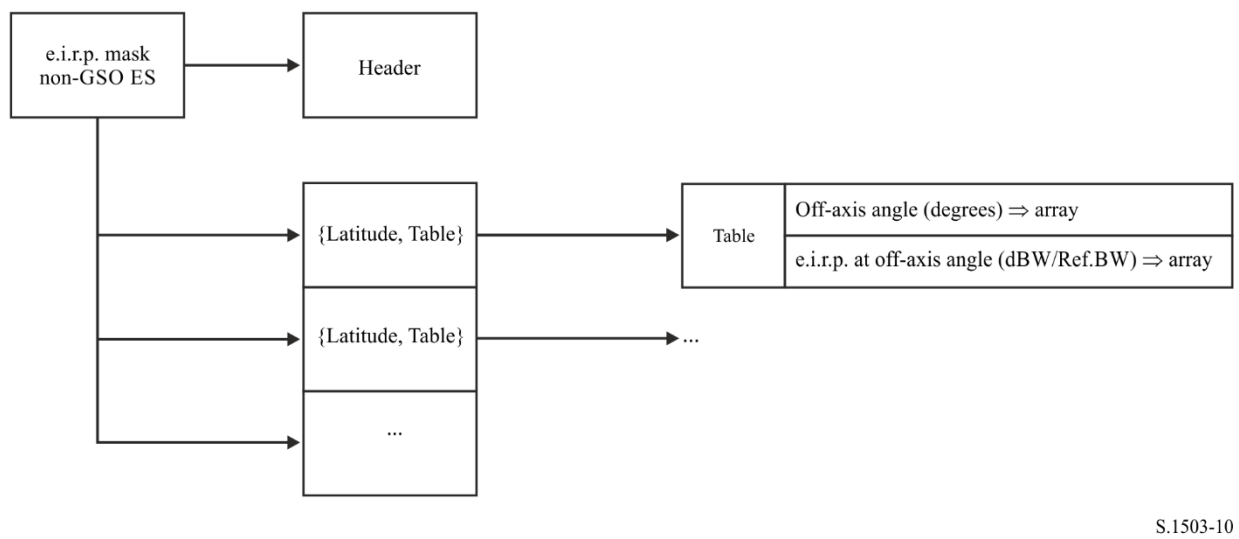 e.i.r.p. mask
non-GSO ES
Header
{Latitude, Table}
Table
Off-axis angle (degrees) ⇒ array
e.i.r.p. at off-axis angle (dBW/Ref.BW) ⇒ array
{Latitude, Table}
...
...
S.1503-10